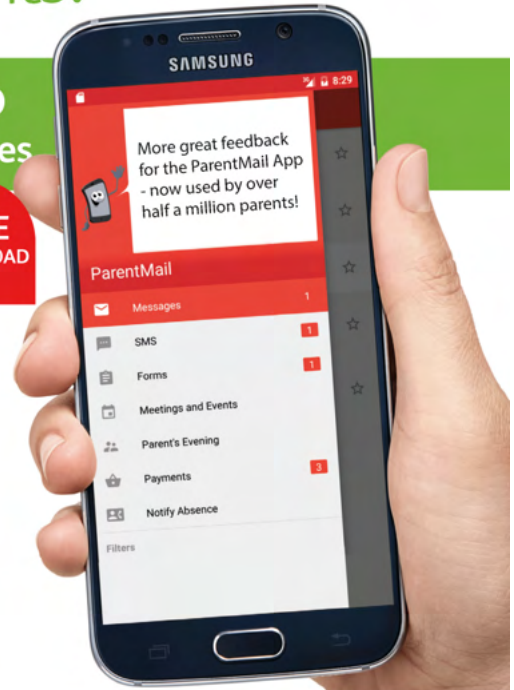 SAMSUNG
8:29
More great feedback
for the ParentMail App
- now used by over
half a million parents!
ParentMail
Messages 1
SMS 1
Forms 1
Meetings and Events
Parent's Evening
Payments 3
Notify Absence
Filters